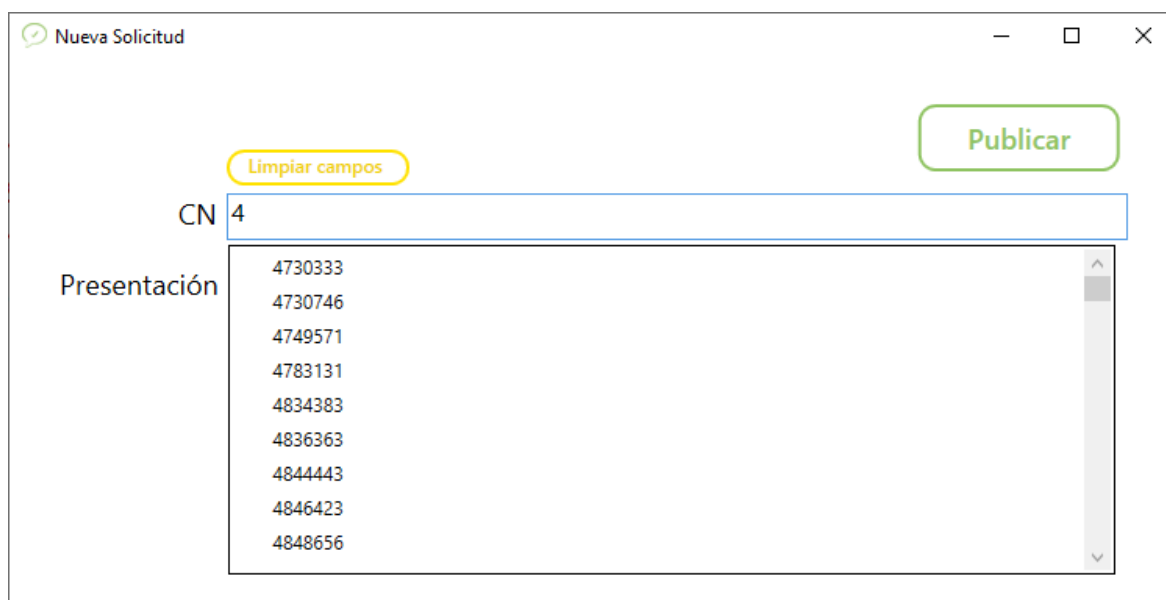 Nueva Solicitud
Publicar
Limpiar campos
CN 4
Presentación
4730333
4730746
4749571
4783131
4834383
4836363
4844443
4846423
4848656